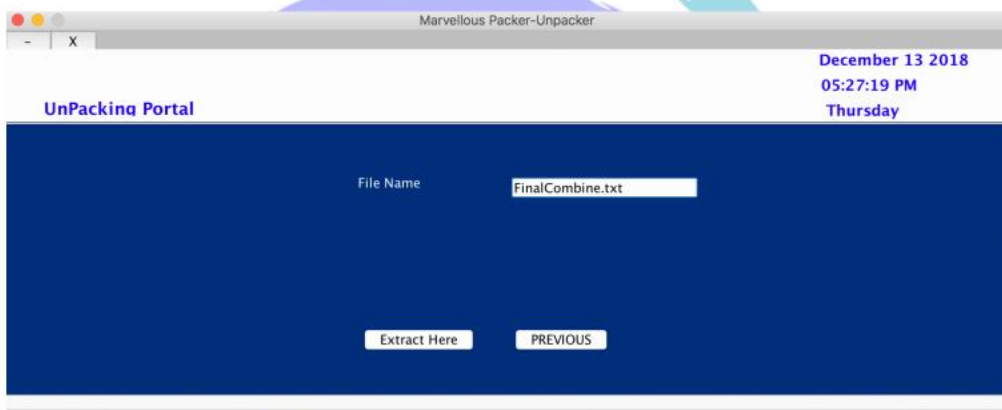 Marvellous Packer-Unpacker
- X
December 13 2018
05:27:19 PM
UnPacking Portal Thursday
File Name FinalCombine.txt
Extract Here PREVIOUS